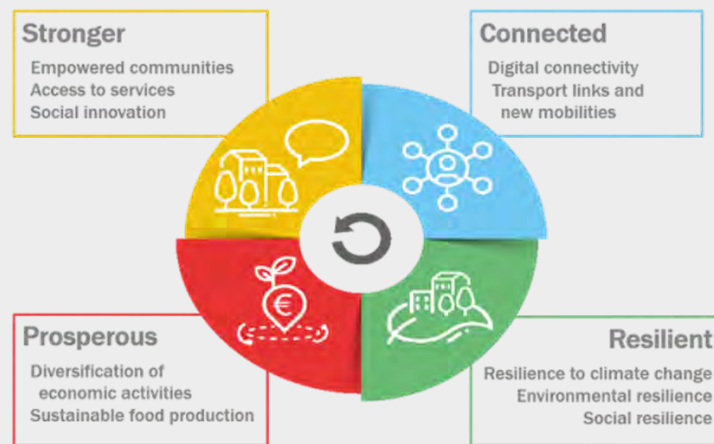 Stronger
Empowered communities
Access to services
Social innovation
Connected
Digital connectivity
Transport links and
new mobilities
€
Prosperous
Diversification of
economic activities
Sustainable food production
Resilient
Resilience to climate change
Environmental resilience
Social resilience